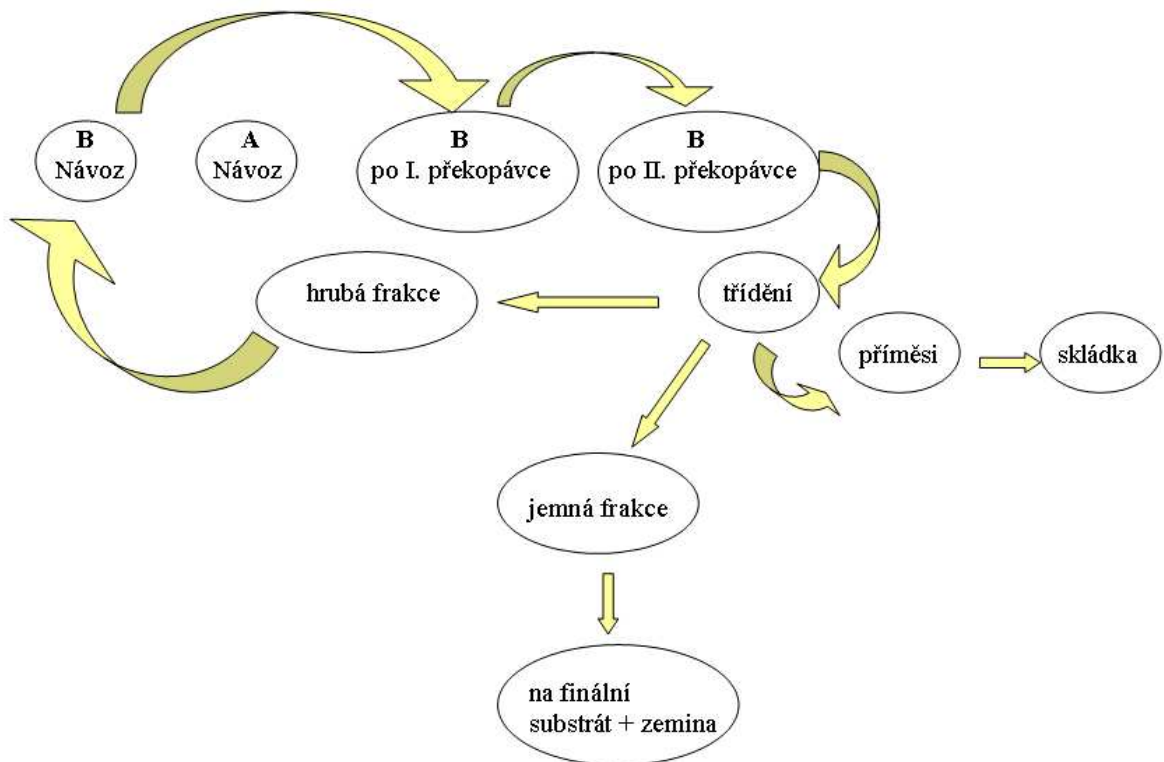 B
Návoz
A
Návoz
B
po I. překopávce
B
po II. překopávce
hrubá frakce
třídění
příměsi
skládka
jemná frakce
na finální
substrát + zemina